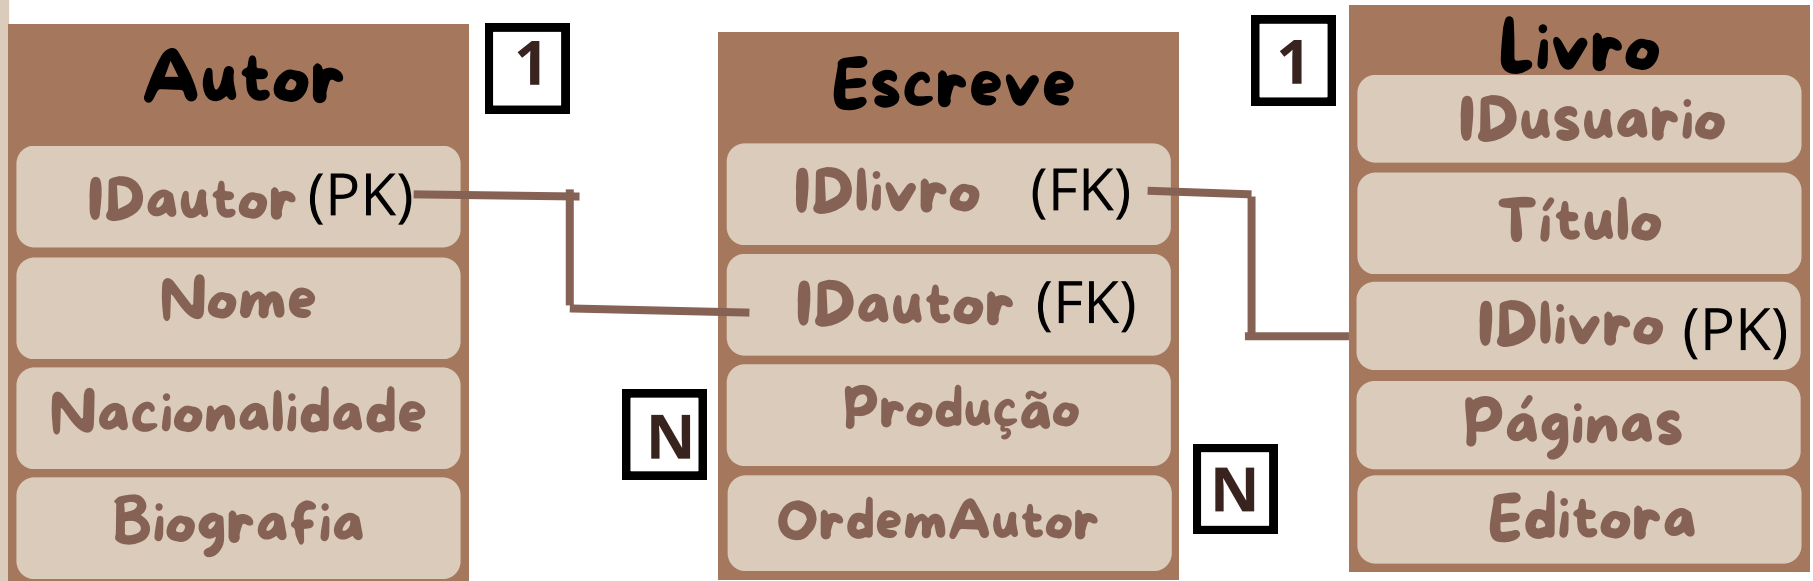 Autor
IDautor (PK)
Nome
Nacionalidade
Biografia
1
N
Escreve
IDlivro (FK)
IDautor (FK)
Produção
OrdemAutor
1
N
Livro
IDusuario
Título
IDlivro (PK)
Páginas
Editora